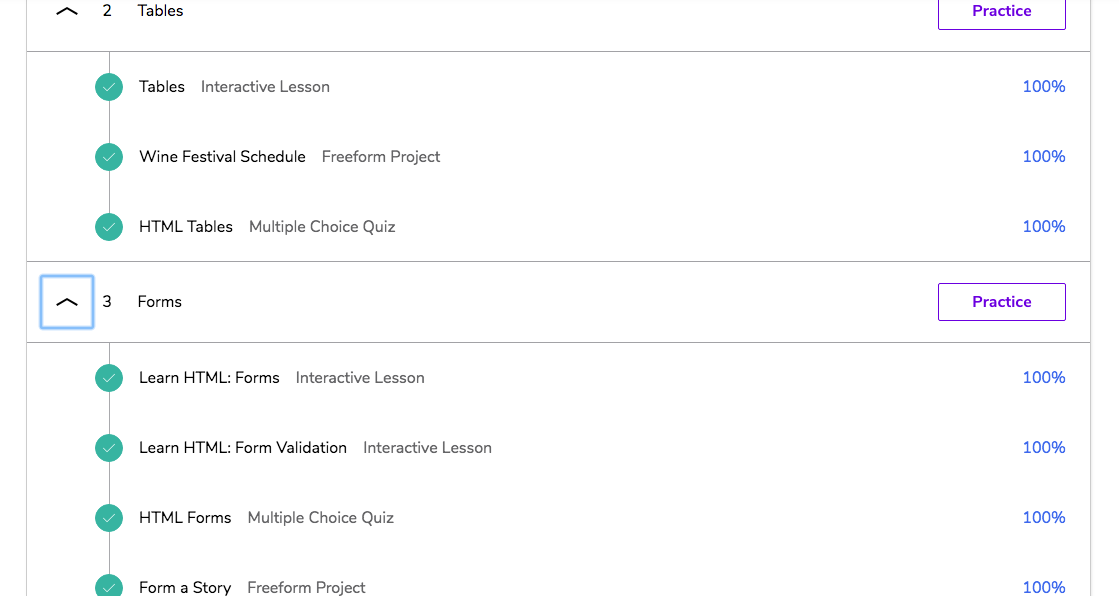 2 Tables Practice
Tables Interactive Lesson 100%
Wine Festival Schedule Freeform Project 100%
HTML Tables Multiple Choice Quiz 100%
3 Forms Practice
Learn HTML: Forms Interactive Lesson 100%
Learn HTML: Form Validation Interactive Lesson 100%
HTML Forms Multiple Choice Quiz 100%
Form a Story Freeform Project 100%